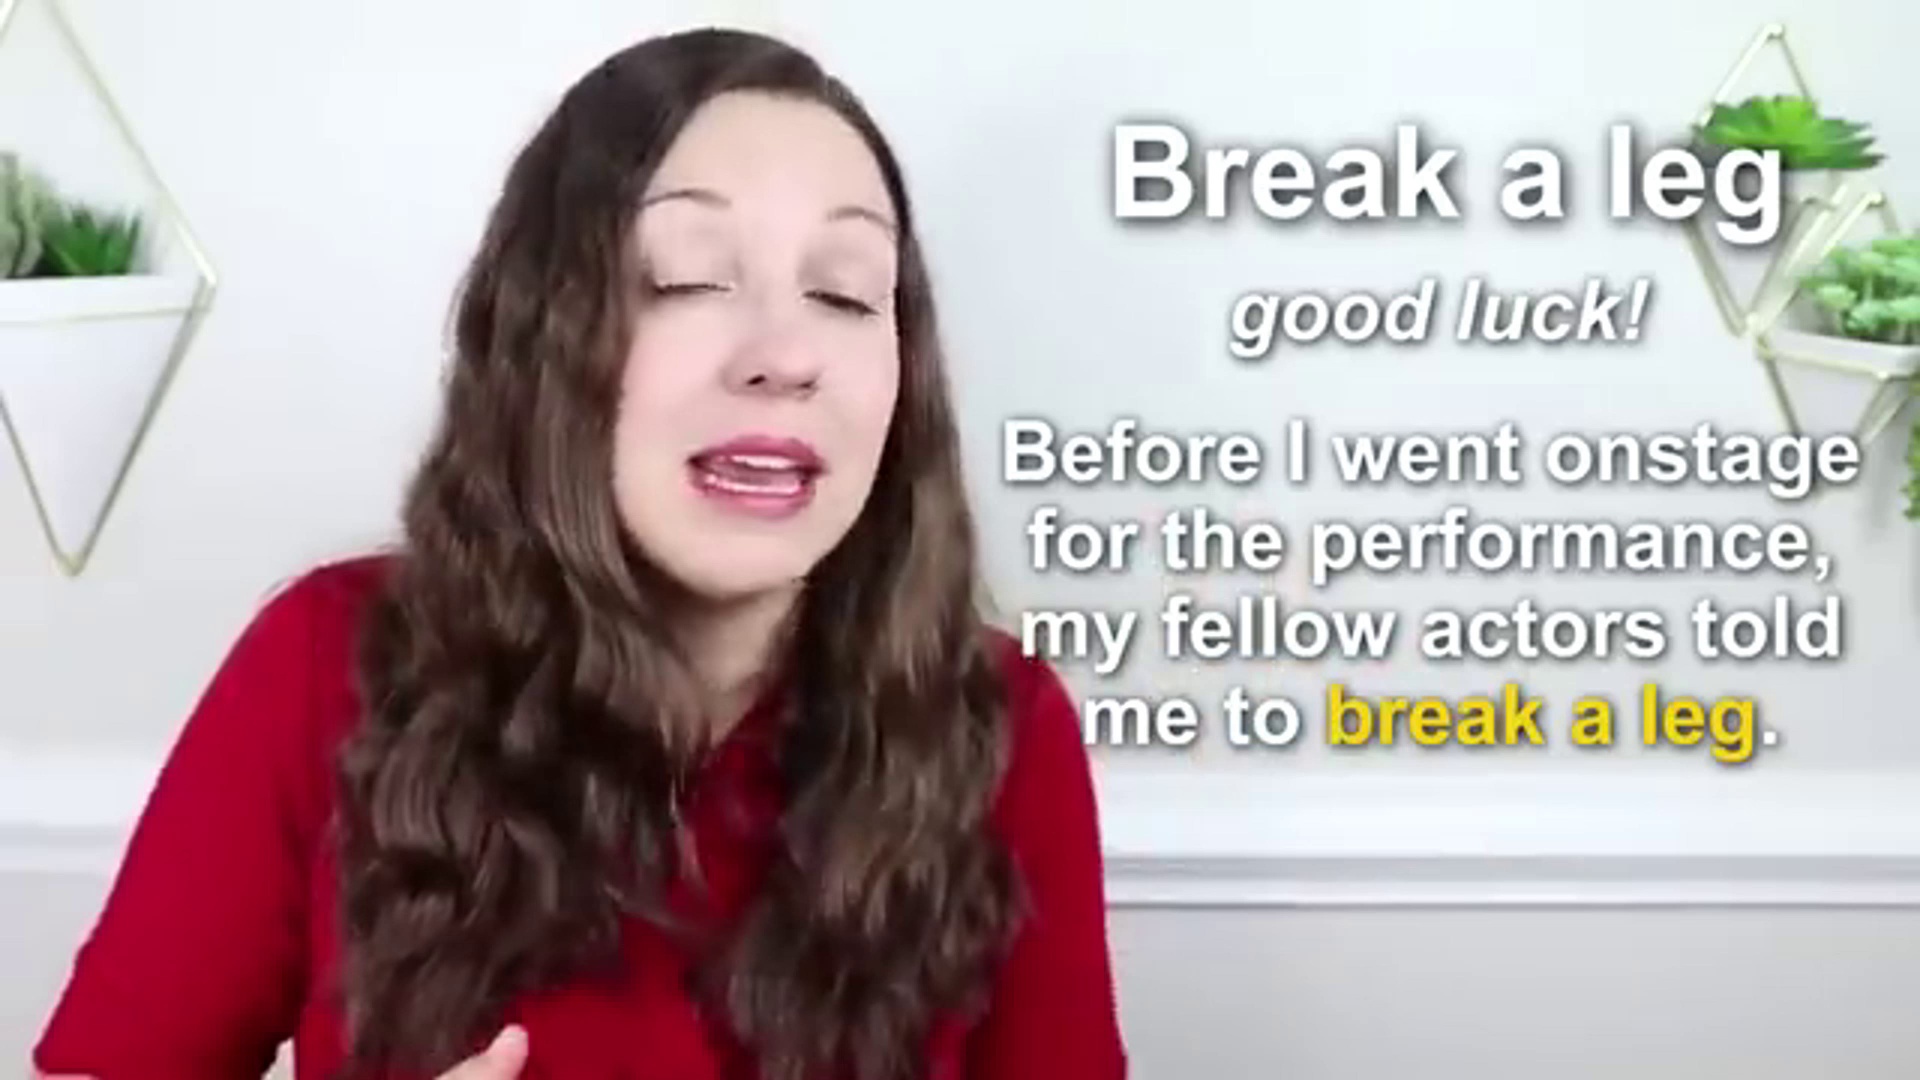 Break a leg
good luck!
Before I went onstage
for the performance,
my fellow actors told
me to break a leg.